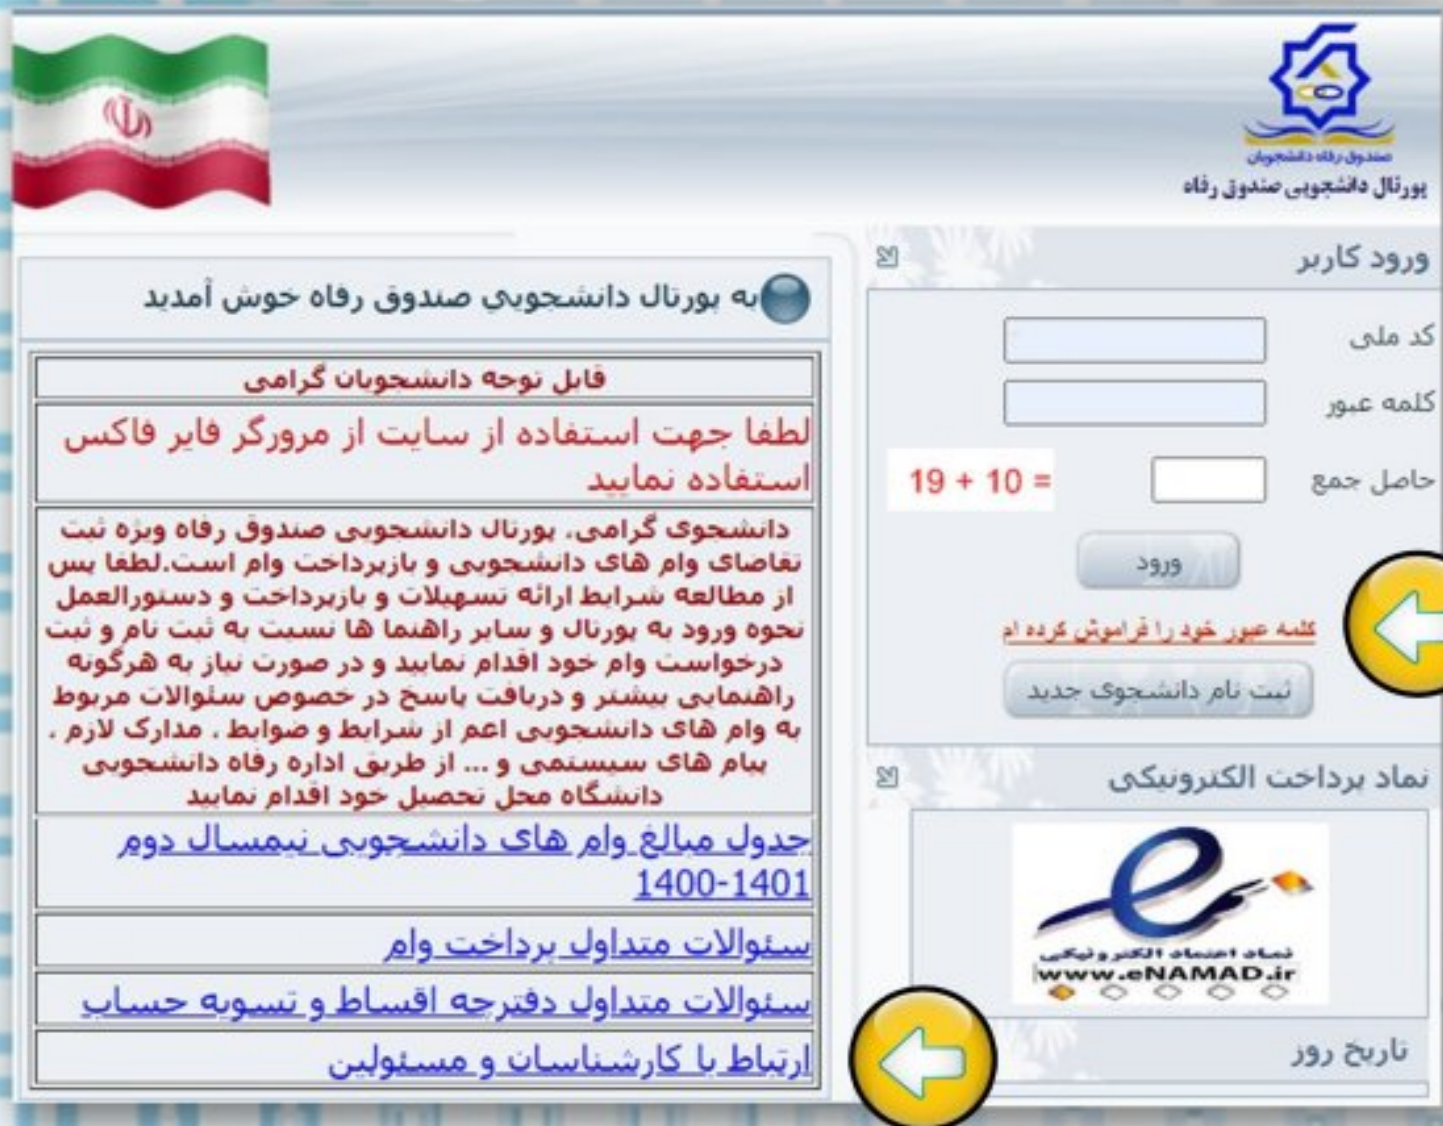 صندوق رفاه دانشجویان
پورتال دانشجویی صندوق رفاه
ورود کاربر
کد ملی
کلمه عبور
حاصل جمع
19 + 10 =
ورود
کلمه عبور خود را فراموش کرده ام
ثبت نام دانشجوی جدید
نماد پرداخت الکترونیکی
نماد اعتماد الکترونیکی
www.eNAMAD.ir
تاریخ روز
به پورتال دانشجویی صندوق رفاه خوش آمدید
قابل توجه دانشجویان گرامی
لطفا جهت استفاده از سایت از مرورگر فایر فاکس
استفاده نمایید
دانشجوی گرامی، پورتال دانشجویی صندوق رفاه ویژه ثبت
تقاضای وام های دانشجویی و بازپرداخت وام است.لطفا پس
از مطالعه شرایط ارائه تسهیلات و بازپرداخت و دستورالعمل
نحوه ورود به پورتال و سایر راهنما ها نسبت به ثبت نام و ثبت
درخواست وام خود اقدام نمایید و در صورت نیاز به هرگونه
راهنمایی بیشتر و دریافت پاسخ در خصوص سئوالات مربوط
به وام های دانشجویی اعم از شرایط و ضوابط ، مدارک لازم ،
پیام های سیستمی و ... از طریق اداره رفاه دانشجویی
دانشگاه محل تحصیل خود اقدام نمایید
جدول مبالغ وام های دانشجویی نیمسال دوم
1400-1401
سئوالات متداول پرداخت وام
سئوالات متداول دفترچه اقساط و تسویه حساب
ارتباط با کارشناسان و مسئولین